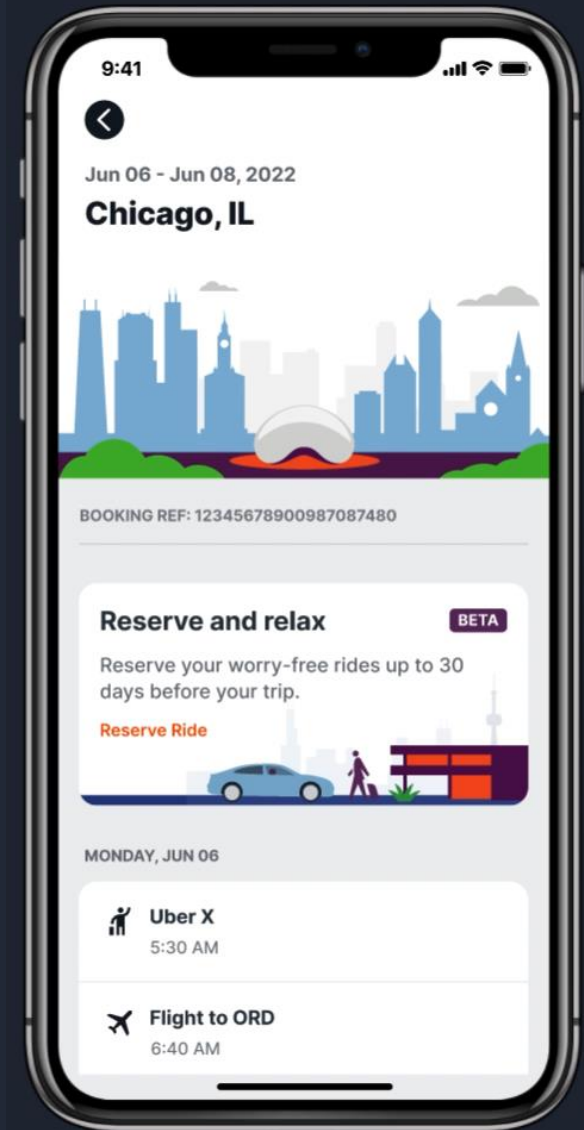 9:41
Jun 06 - Jun 08, 2022
Chicago, IL
BOOKING REF: 12345678900987087480
Reserve and relax
BETA
Reserve your worry-free rides up to 30
days before your trip.
Reserve Ride
MONDAY, JUN 06
Uber X
5:30 AM
Flight to ORD
6:40 AM